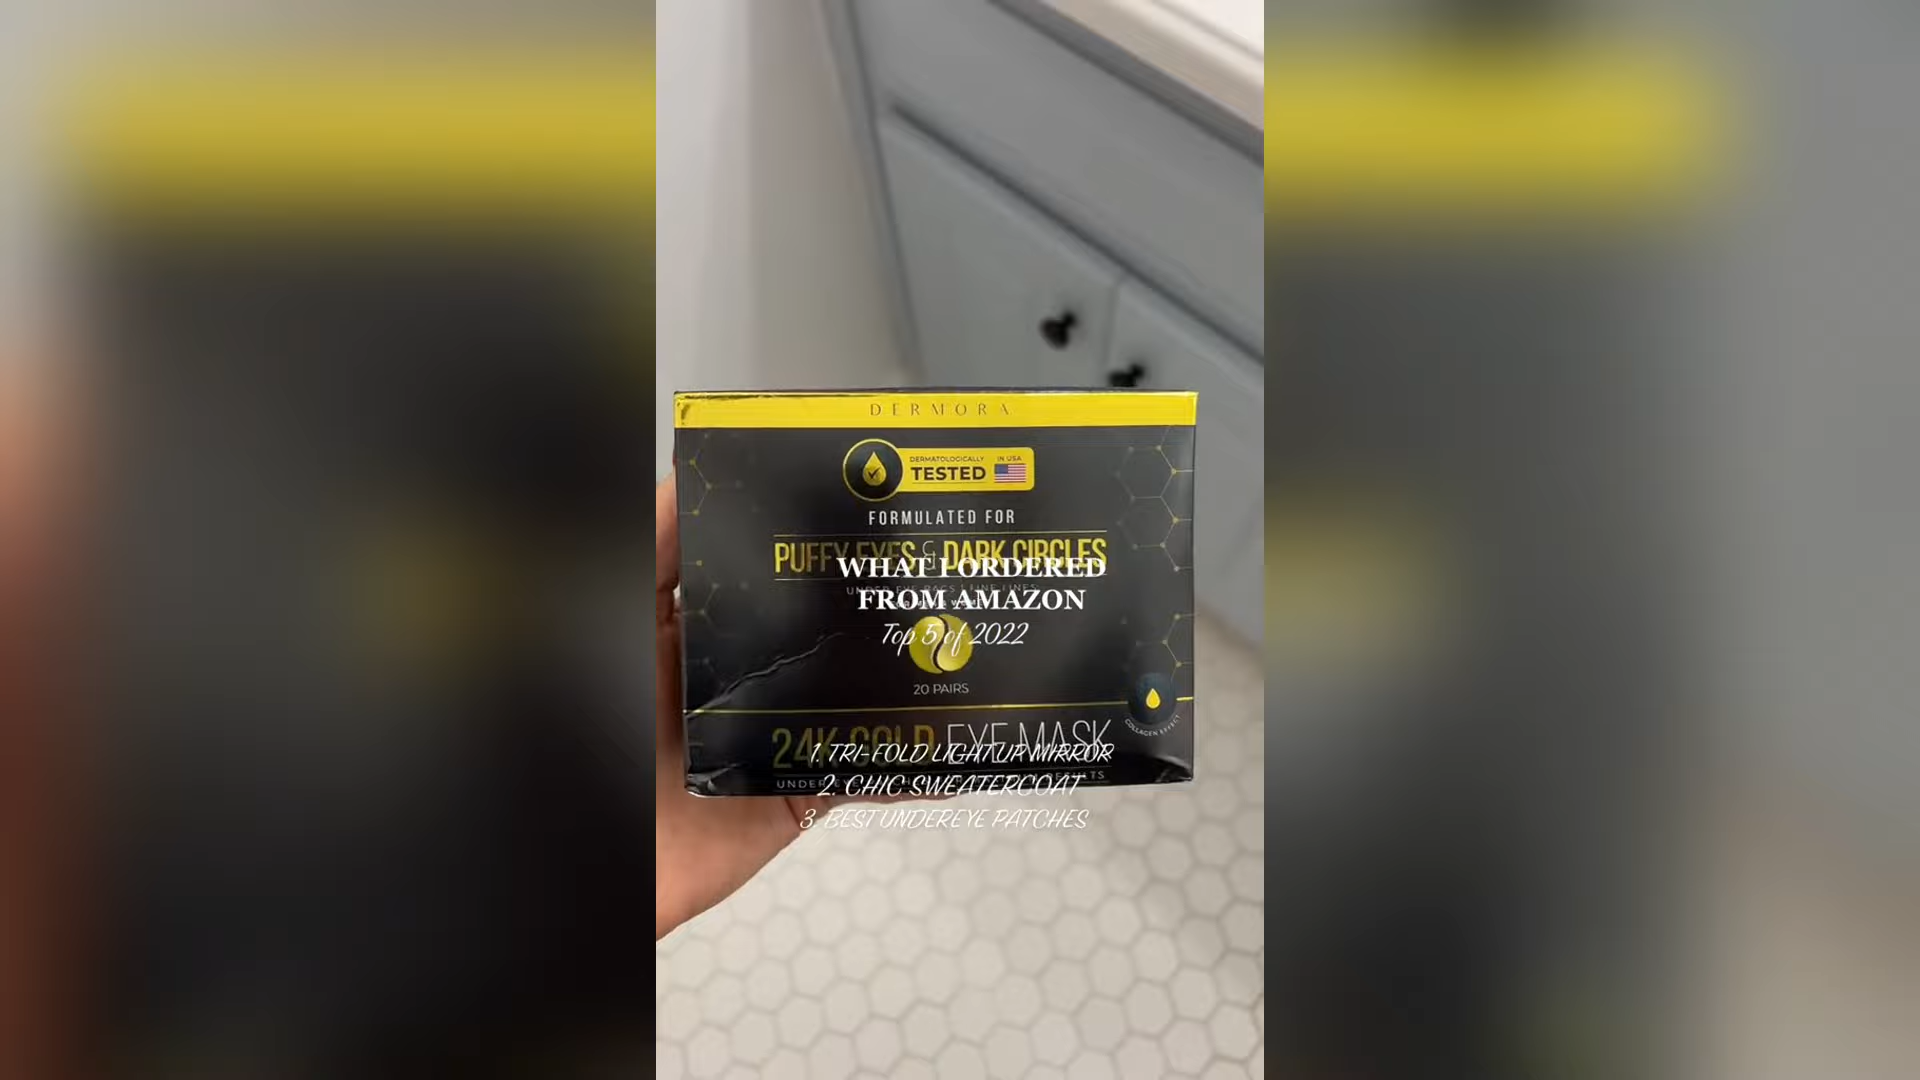 DERMORA
DERMATOLOGICALLY IN USA
TESTED
FORMULATED FOR
PUFFY EYES & DARK CIRCLES
WHAT I ORDERED
FROM AMAZON
Top 5 of 2022
20 PAIRS
COLLAGEN EFFECT
24K GOLD EYE MASK
1. TRI-FOLD LIGHT UP MIRROR
2. CHIC SWEATERCOAT
3. BEST UNDEREYE PATCHES